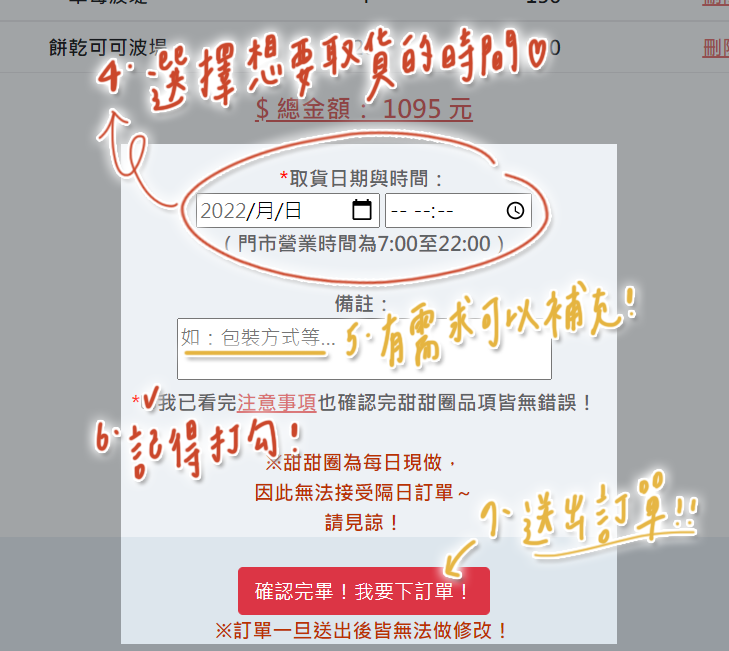 餅乾可可波堤
4. 選擇想要取貨的時間♡
0
$ 總金額： 1095 元
*取貨日期與時間：
2022/月/日
-- --:--
( 門市營業時間為7:00至22:00 )
備註：
如：包裝方式等...
5. 有需求可以補充!
*✓我已看完注意事項也確認完甜甜圈品項皆無錯誤！
6. 記得打勾!
※甜甜圈為每日現做，
因此無法接受隔日訂單～
請見諒！
7. 送出訂單!!
確認完畢！我要下訂單！
※訂單一旦送出後皆無法做修改！